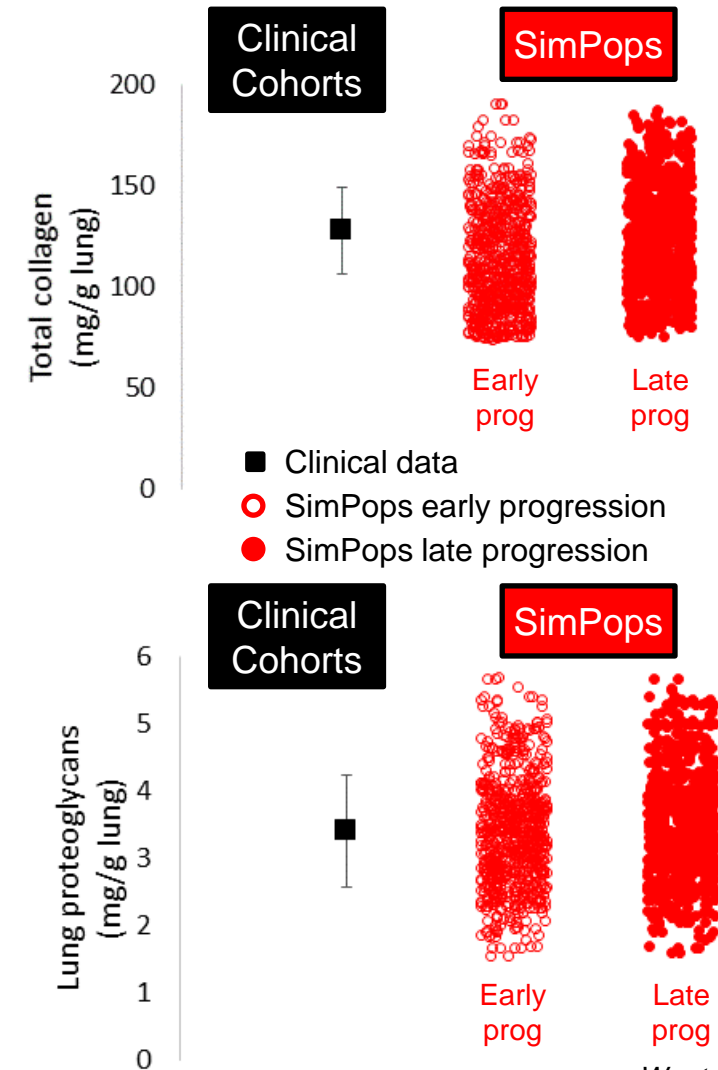 Clinical
Cohorts
SimPops
200
150
100
50
0
Total collagen
(mg/g lung)
Early
prog
Late
prog
Clinical data
SimPops early progression
SimPops late progression
Clinical
Cohorts
SimPops
6
5
4
3
2
1
0
Lung proteoglycans
(mg/g lung)
Early
prog
Late
prog